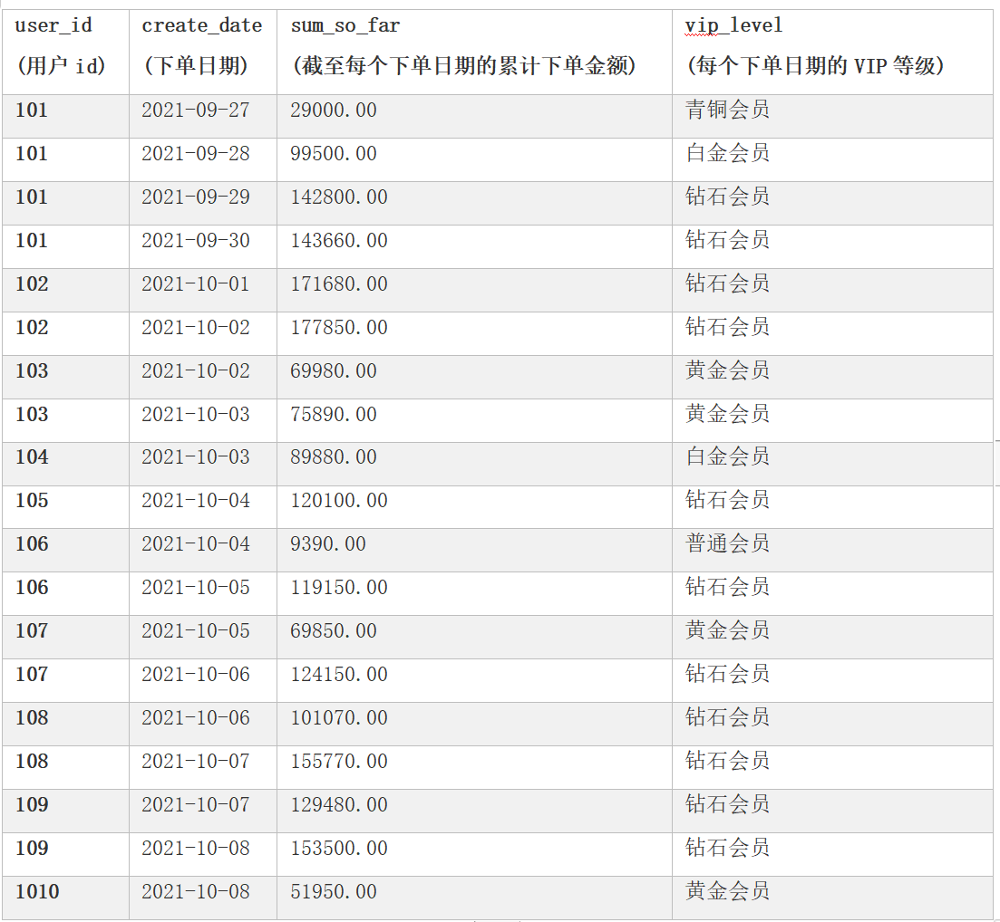 user_id create_date sum_so_far vip_level
(用户 id) (下单日期) (截至每个下单日期的累计下单金额) (每个下单日期的 VIP 等级)
101 2021-09-27 29000.00 青铜会员
101 2021-09-28 99500.00 白金会员
101 2021-09-29 142800.00 钻石会员
101 2021-09-30 143660.00 钻石会员
102 2021-10-01 171680.00 钻石会员
102 2021-10-02 177850.00 钻石会员
103 2021-10-02 69980.00 黄金会员
103 2021-10-03 75890.00 黄金会员
104 2021-10-03 89880.00 白金会员
105 2021-10-04 120100.00 钻石会员
106 2021-10-04 9390.00 普通会员
106 2021-10-05 119150.00 钻石会员
107 2021-10-05 69850.00 黄金会员
107 2021-10-06 124150.00 钻石会员
108 2021-10-06 101070.00 钻石会员
108 2021-10-07 155770.00 钻石会员
109 2021-10-07 129480.00 钻石会员
109 2021-10-08 153500.00 钻石会员
1010 2021-10-08 51950.00 黄金会员